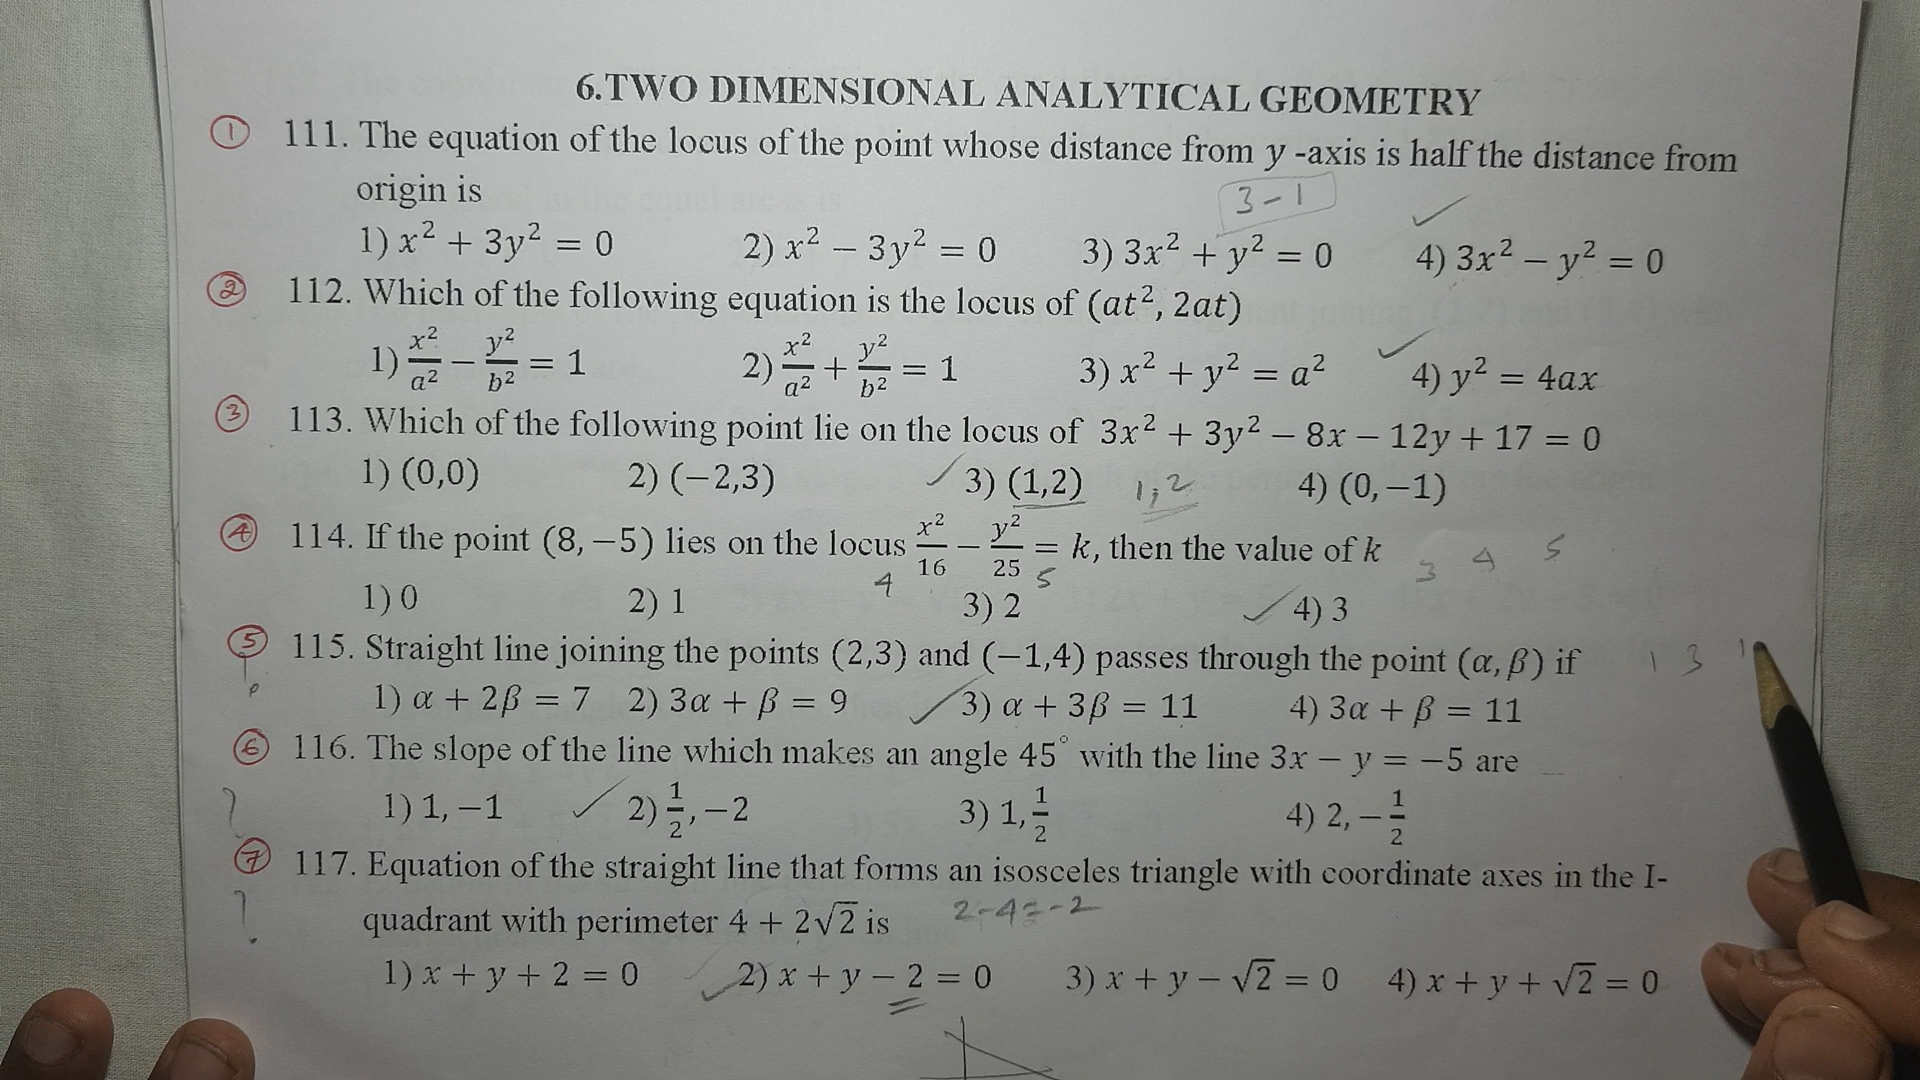 6.TWO DIMENSIONAL ANALYTICAL GEOMETRY
① 111. The equation of the locus of the point whose distance from y -axis is half the distance from
origin is
3 - 1
1) x² + 3y² = 0 2) x² − 3y² = 0 3) 3x² + y² = 0 4) 3x² − y² = 0
② 112. Which of the following equation is the locus of (at², 2at)
1) x²/a² − y²/b² = 1 2) x²/a² + y²/b² = 1 3) x² + y² = a² 4) y² = 4ax
③ 113. Which of the following point lie on the locus of 3x² + 3y² − 8x − 12y + 17 = 0
1) (0,0) 2) (−2,3) 3) (1,2) 1,2 4) (0, −1)
④ 114. If the point (8, −5) lies on the locus x²/16 − y²/25 = k, then the value of k
3 4 5
4 5
1) 0 2) 1 3) 2 4) 3
⑤ 115. Straight line joining the points (2,3) and (−1,4) passes through the point (α, β) if 1 3
P
1) α + 2β = 7 2) 3α + β = 9 3) α + 3β = 11 4) 3α + β = 11
⑥ 116. The slope of the line which makes an angle 45° with the line 3x − y = −5 are
? 1) 1, −1 2) 1/2, −2 3) 1, 1/2 4) 2, −1/2
⑦ 117. Equation of the straight line that forms an isosceles triangle with coordinate axes in the I-
? quadrant with perimeter 4 + 2√2 is 2-4=-2
1) x + y + 2 = 0 2) x + y − 2 = 0 3) x + y − √2 = 0 4) x + y + √2 = 0